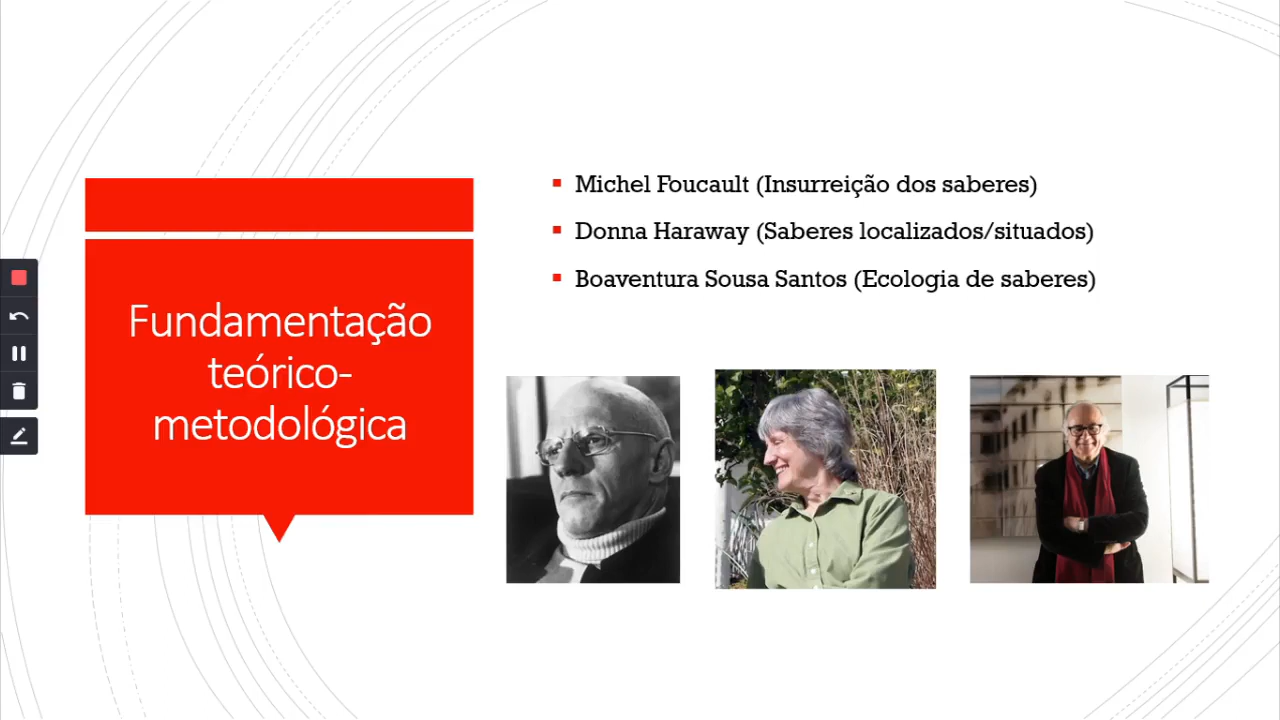 Fundamentação
teórico-
metodológica
Michel Foucault (Insurreição dos saberes)
Donna Haraway (Saberes localizados/situados)
Boaventura Sousa Santos (Ecologia de saberes)